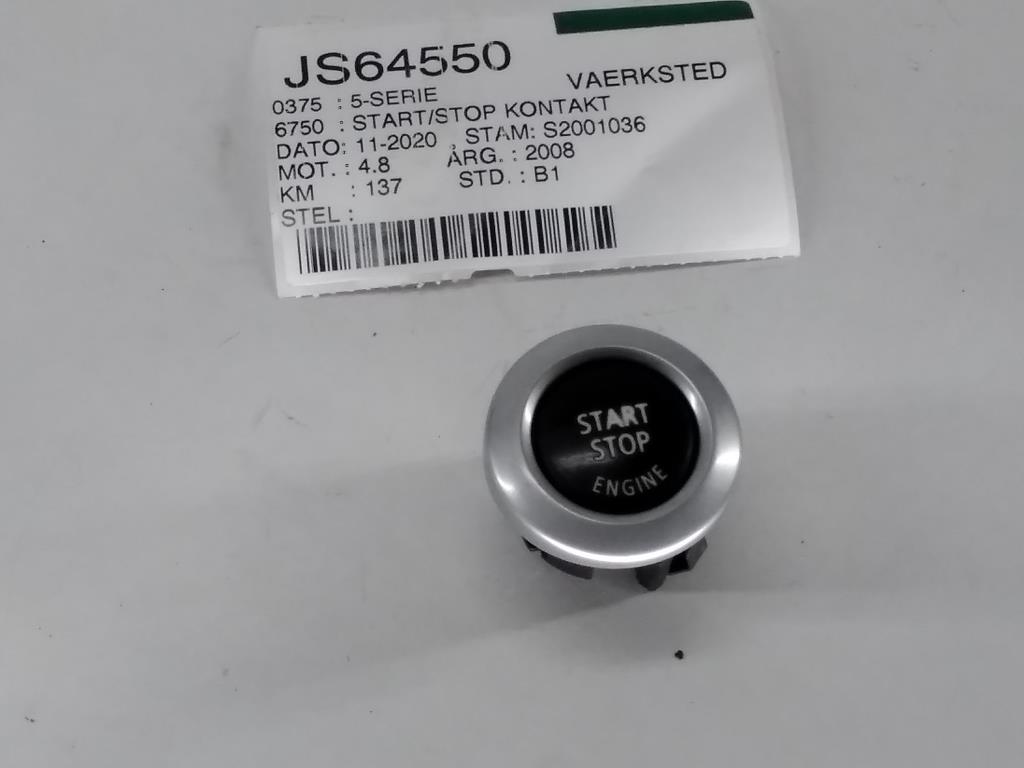 JS64550
VAERKSTED
0375 : 5-SERIE
6750 : START/STOP KONTAKT
DATO: 11-2020 STAM: S2001036
MOT. : 4.8 ÅRG. : 2008
KM : 137 STD. : B1
STEL :
START
STOP
ENGINE